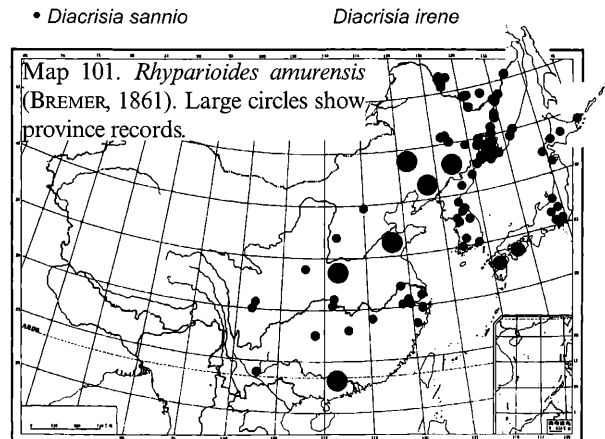 • Diacrisia sannio Diacrisia irene
Map 101. Rhyparioides amurensis
(BREMER, 1861). Large circles show
province records.